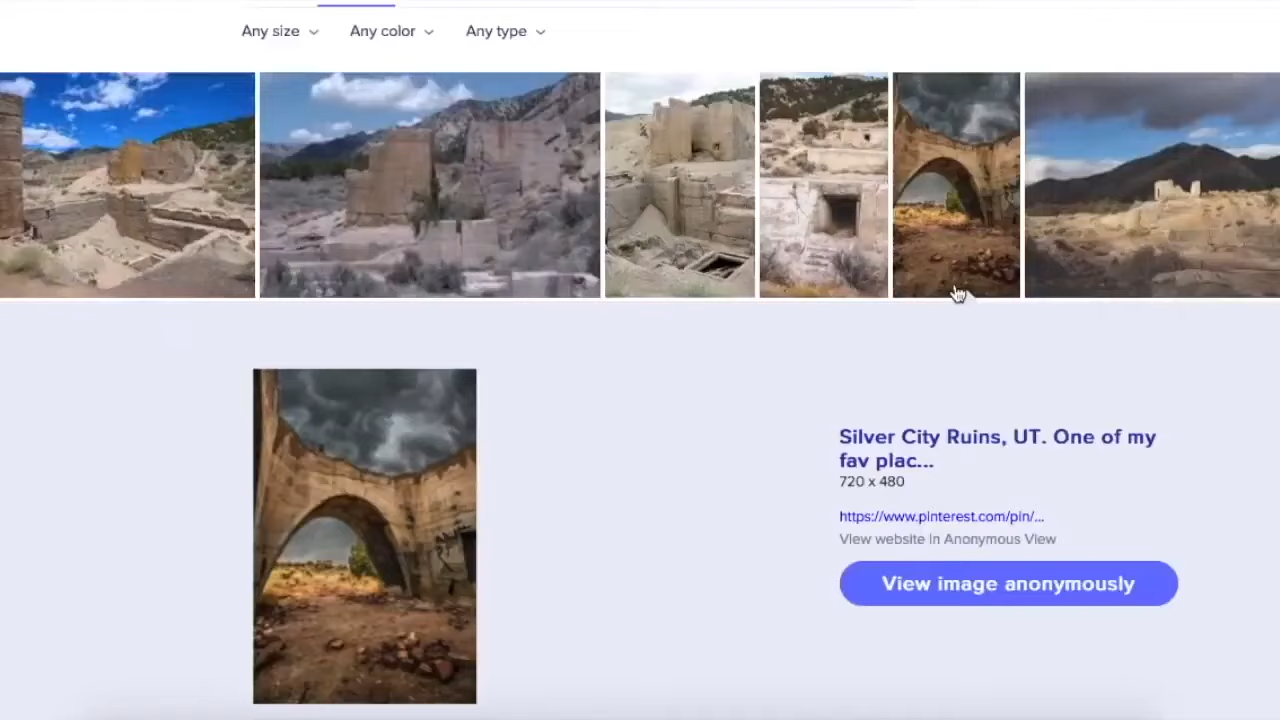 Any size
Any color
Any type
Silver City Ruins, UT. One of my
fav plac...
720 x 480
https://www.pinterest.com/pin/...
View website in Anonymous View
View image anonymously